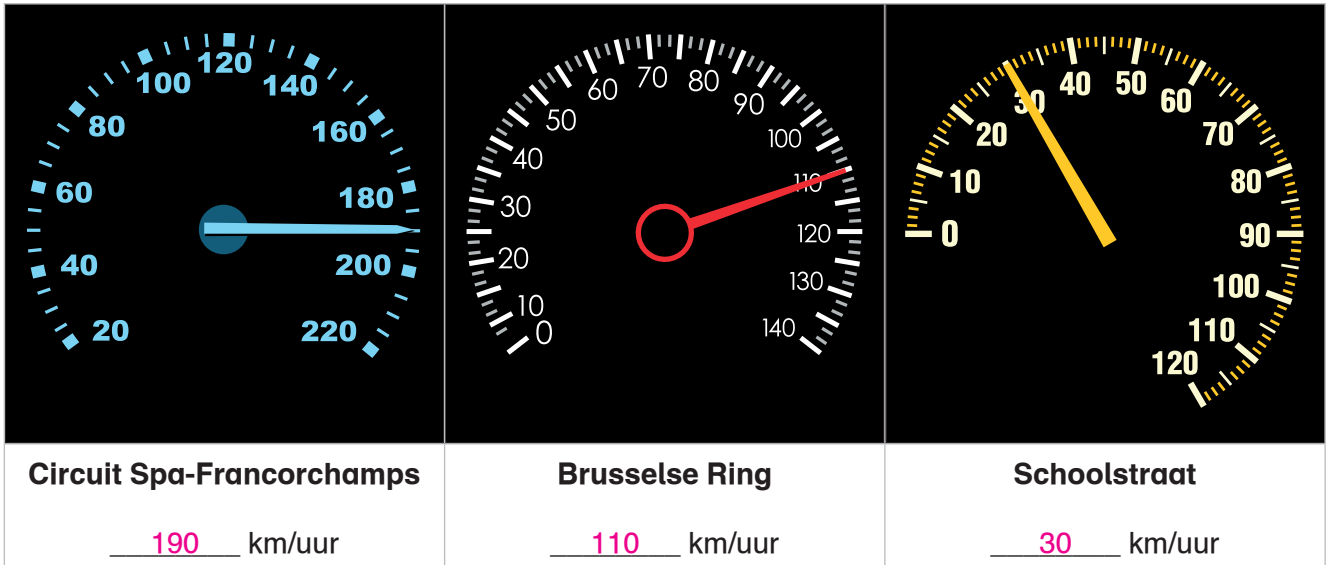 20 40 60 80 100 120 140 160 180 200 220
0 10 20 30 40 50 60 70 80 90 100 110 120 130 140
0 10 20 30 40 50 60 70 80 90 100 110 120
Circuit Spa-Francorchamps
190 km/uur
Brusselse Ring
110 km/uur
Schoolstraat
30 km/uur